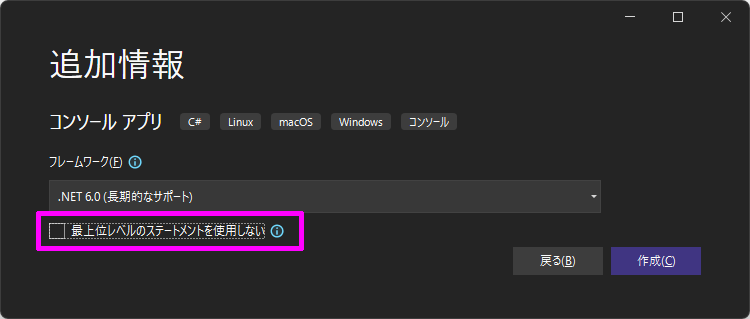 追加情報
コンソール アプリ C# Linux macOS Windows コンソール
フレームワーク(F)
.NET 6.0 (長期的なサポート)
最上位レベルのステートメントを使用しない
戻る(B) 作成(C)